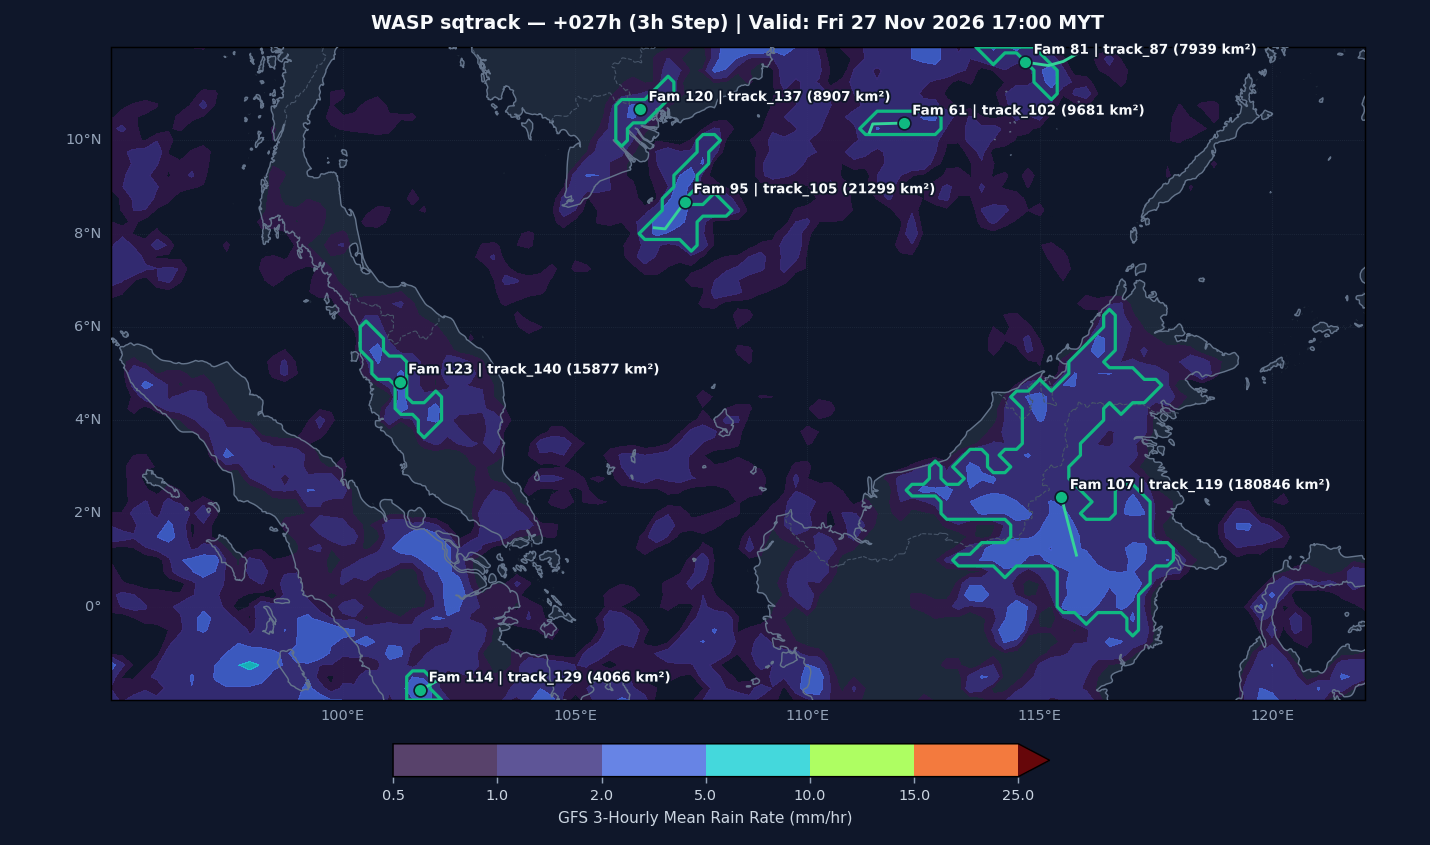 WASP sqtrack — +027h (3h Step) | Valid: Fri 27 Nov 2026 17:00 MYT
Fam 81 | track_87 (7939 km²)
Fam 120 | track_137 (8907 km²)
Fam 61 | track_102 (9681 km²)
10°N
Fam 95 | track_105 (21299 km²)
8°N
6°N
Fam 123 | track_140 (15877 km²)
4°N
Fam 107 | track_119 (180846 km²)
2°N
0°
Fam 114 | track_129 (4066 km²)
100°E 105°E 110°E 115°E 120°E
0.5 1.0 2.0 5.0 10.0 15.0 25.0
GFS 3-Hourly Mean Rain Rate (mm/hr)